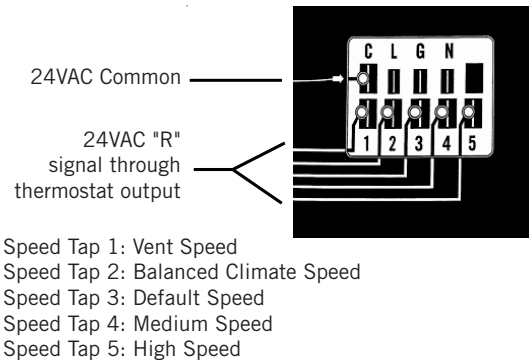 C L G N
24VAC Common
24VAC "R"
signal through
thermostat output
1 2 3 4 5
Speed Tap 1: Vent Speed
Speed Tap 2: Balanced Climate Speed
Speed Tap 3: Default Speed
Speed Tap 4: Medium Speed
Speed Tap 5: High Speed